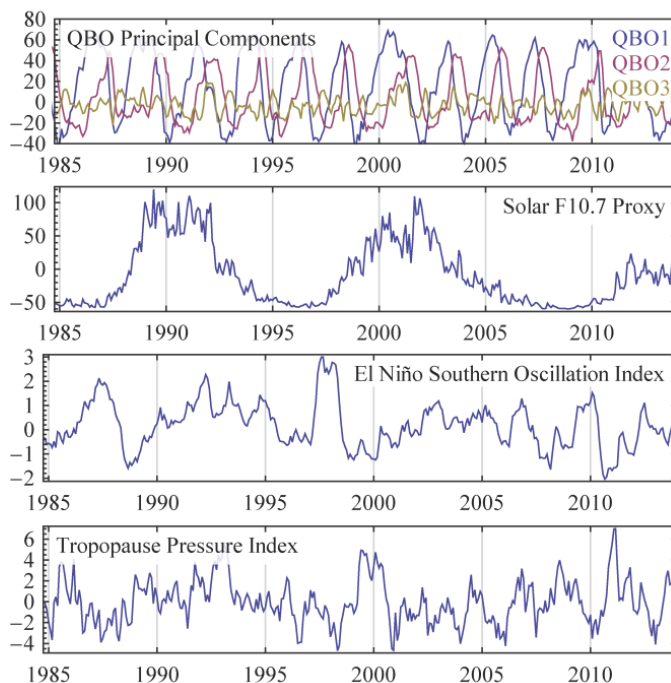 80
60
40
20
0
−20
−40
QBO Principal Components
QBO1
QBO2
QBO3
1985 1990 1995 2000 2005 2010
100
50
0
−50
Solar F10.7 Proxy
1985 1990 1995 2000 2005 2010
3
2
1
0
−1
−2
El Niño Southern Oscillation Index
1985 1990 1995 2000 2005 2010
6
4
2
0
−2
−4
Tropopause Pressure Index
1985 1990 1995 2000 2005 2010